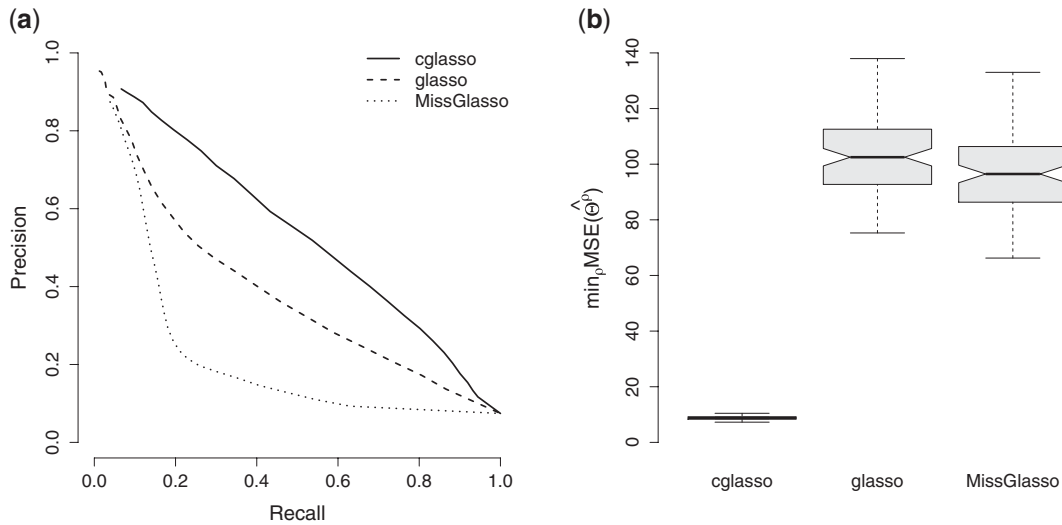 (a)
1.0
0.8
0.6
0.4
0.2
0.0
Precision
cglasso
glasso
MissGlasso
0.0 0.2 0.4 0.6 0.8 1.0
Recall
(b)
140
120
100
80
60
40
20
0
minρMSE(Θ̂ρ)
cglasso glasso MissGlasso